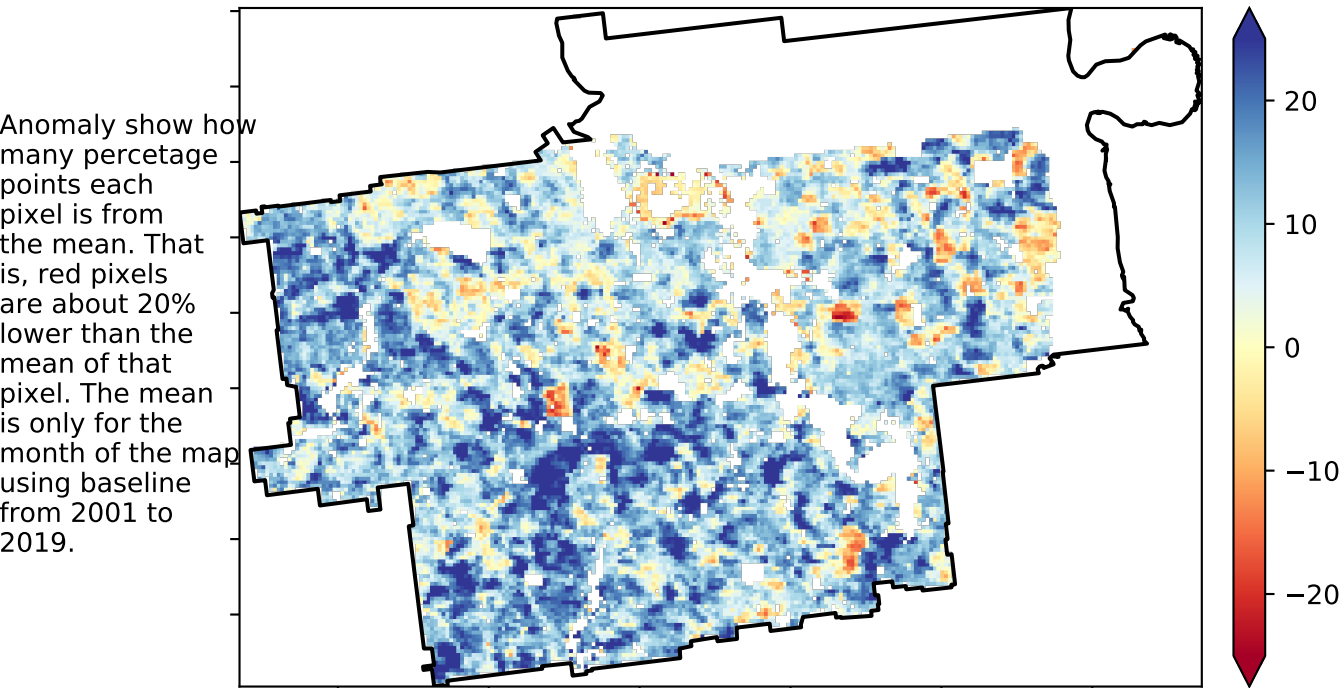 Anomaly show how
many percetage
points each
pixel is from
the mean. That
is, red pixels
are about 20%
lower than the
mean of that
pixel. The mean
is only for the
month of the map
using baseline
from 2001 to
2019.
20
10
0
−10
−20